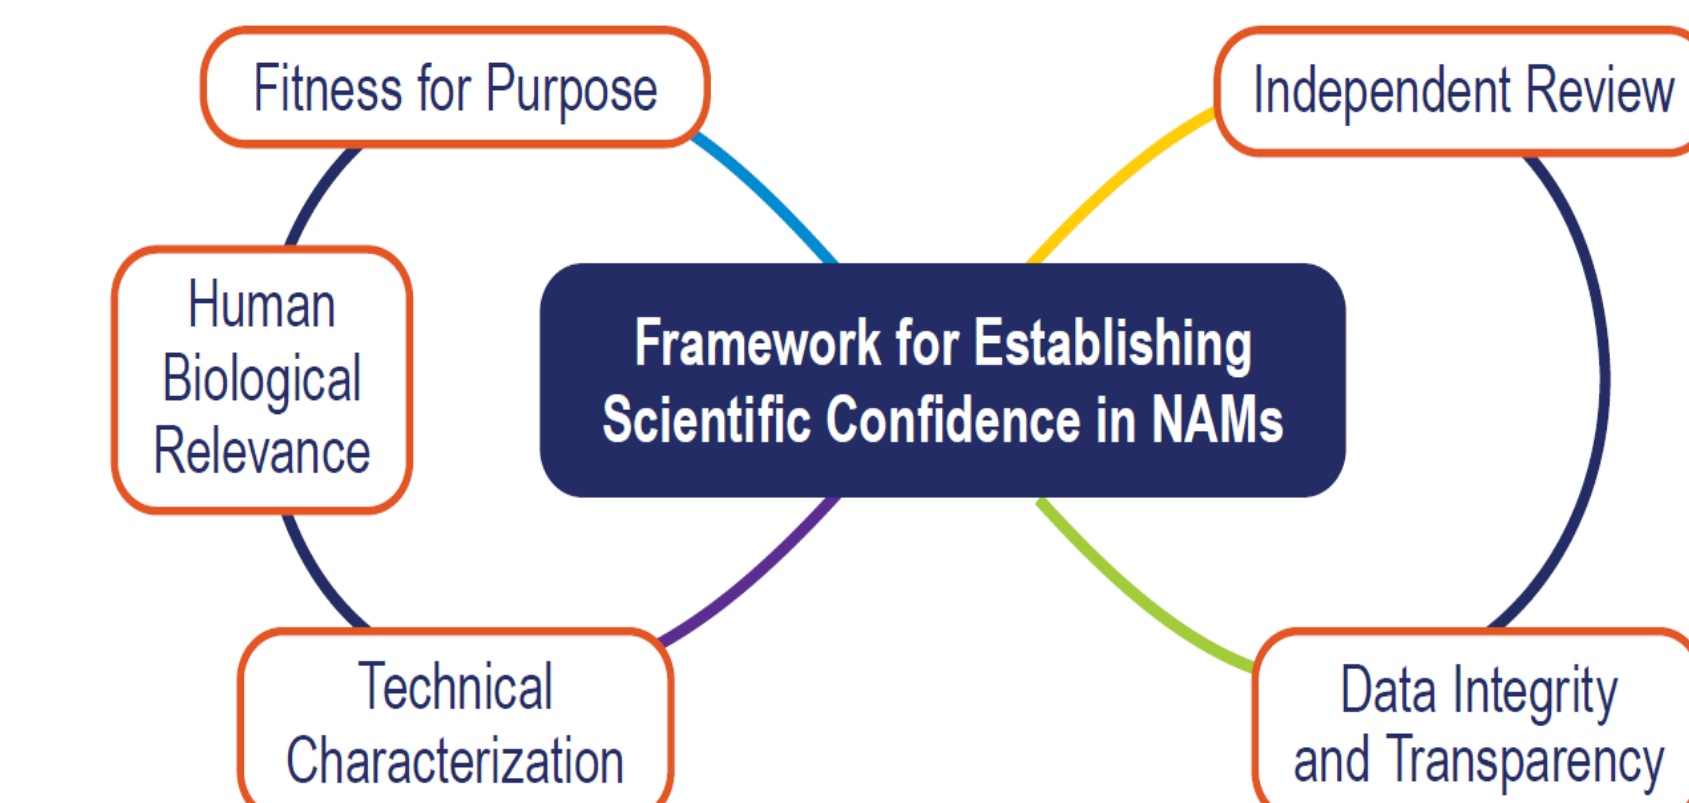 Fitness for Purpose
Independent Review
Human
Biological
Relevance
Framework for Establishing
Scientific Confidence in NAMs
Technical
Characterization
Data Integrity
and Transparency